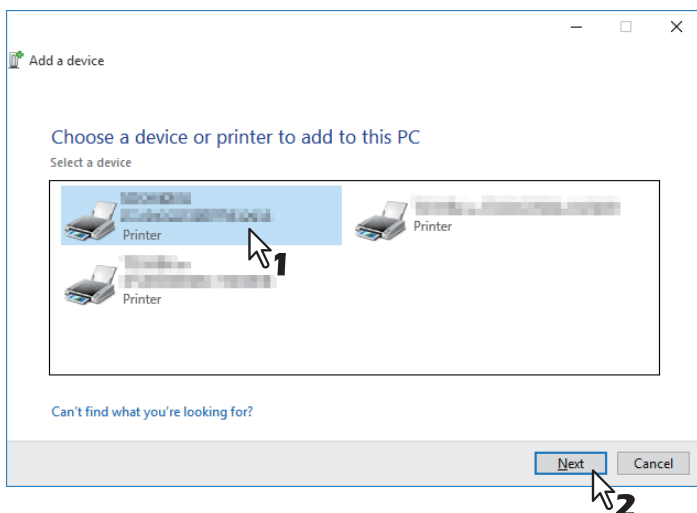 Add a device
Choose a device or printer to add to this PC
Select a device
Printer
Printer
1
Printer
Can't find what you're looking for?
Next
Cancel
2